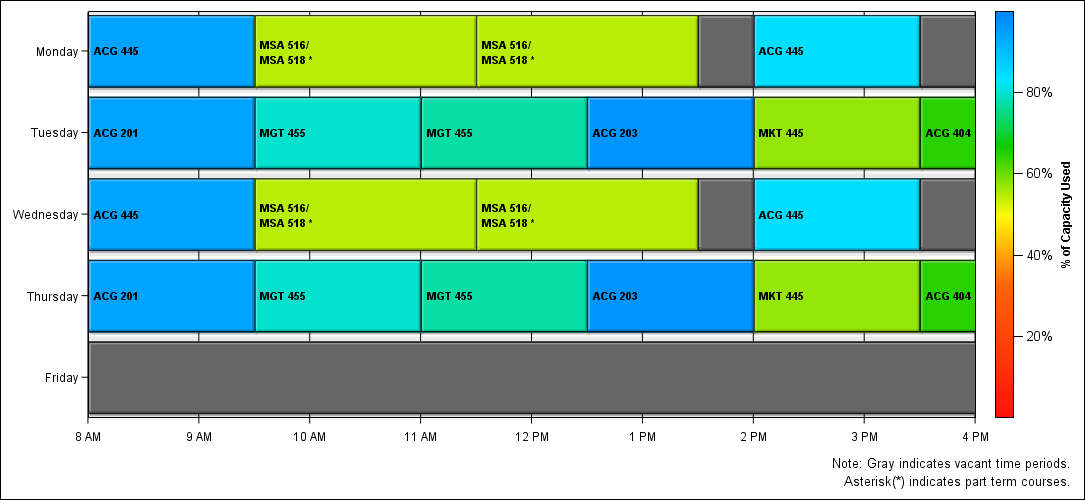 Monday
ACG 445
MSA 516/
MSA 518 *
MSA 516/
MSA 518 *
ACG 445
Tuesday
ACG 201
MGT 455
MGT 455
ACG 203
MKT 445
ACG 404
Wednesday
ACG 445
MSA 516/
MSA 518 *
MSA 516/
MSA 518 *
ACG 445
Thursday
ACG 201
MGT 455
MGT 455
ACG 203
MKT 445
ACG 404
Friday
8 AM
9 AM
10 AM
11 AM
12 PM
1 PM
2 PM
3 PM
4 PM
80%
60%
40%
20%
% of Capacity Used
Note: Gray indicates vacant time periods.
Asterisk(*) indicates part term courses.